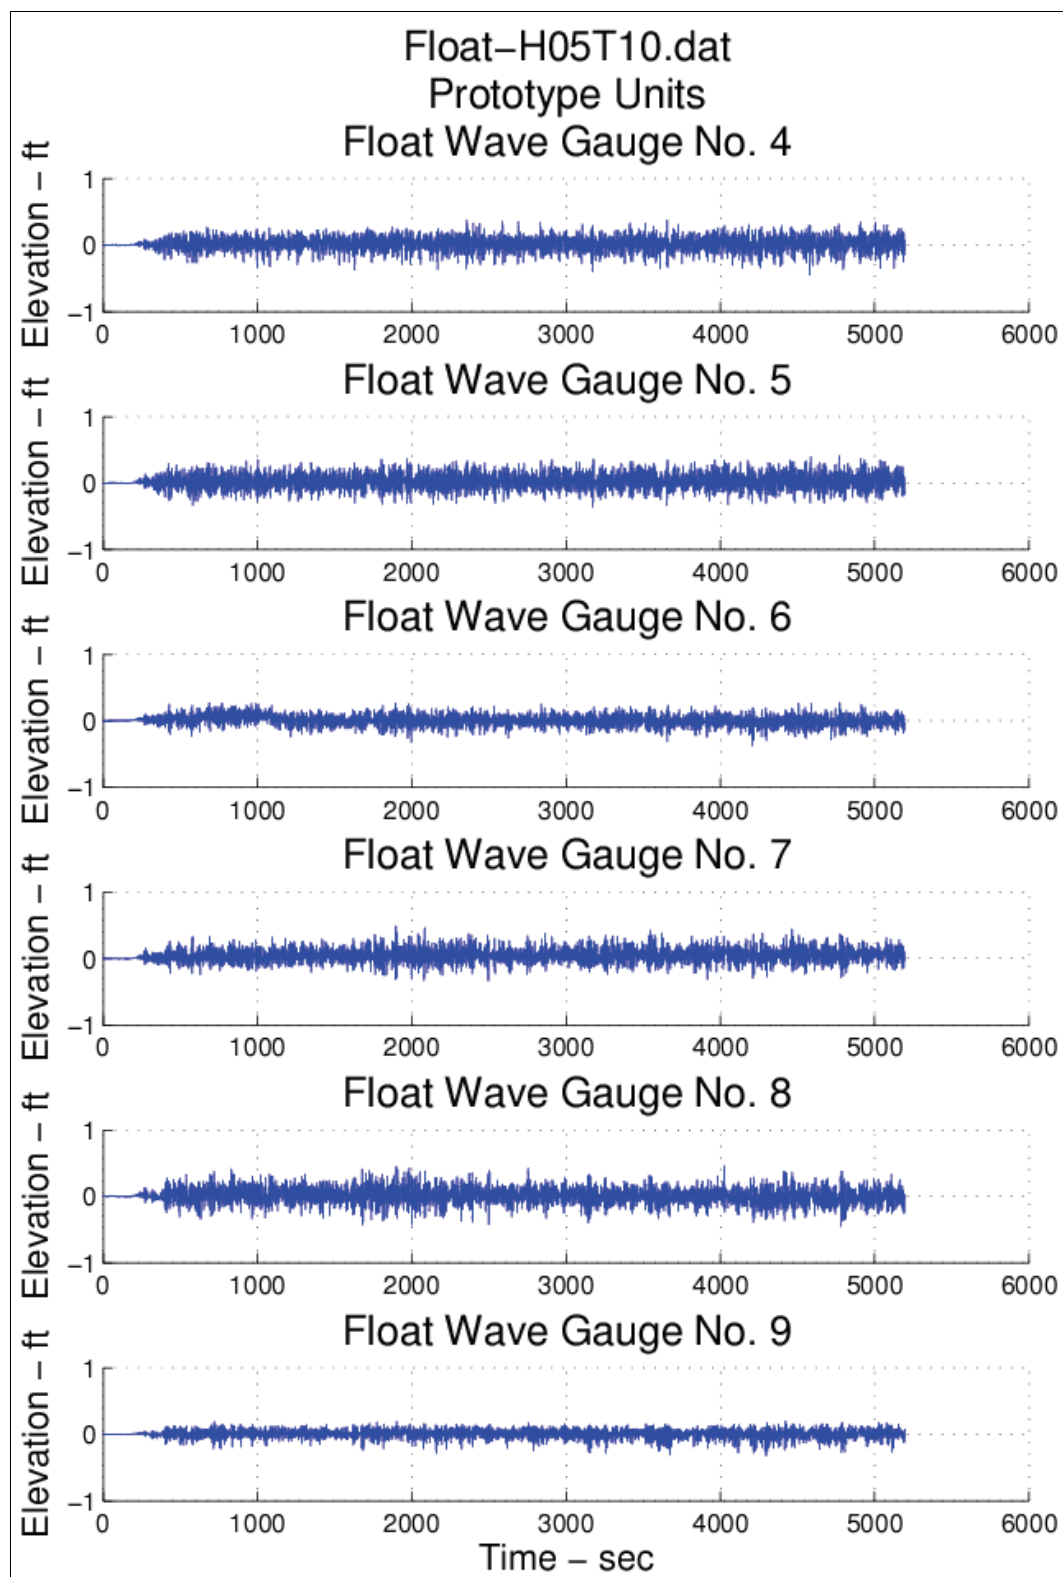 Float−H05T10.dat
Prototype Units
Float Wave Gauge No. 4
Elevation − ft
1
0
−1
0 1000 2000 3000 4000 5000 6000
Float Wave Gauge No. 5
Elevation − ft
1
0
−1
0 1000 2000 3000 4000 5000 6000
Float Wave Gauge No. 6
Elevation − ft
1
0
−1
0 1000 2000 3000 4000 5000 6000
Float Wave Gauge No. 7
Elevation − ft
1
0
−1
0 1000 2000 3000 4000 5000 6000
Float Wave Gauge No. 8
Elevation − ft
1
0
−1
0 1000 2000 3000 4000 5000 6000
Float Wave Gauge No. 9
Elevation − ft
1
0
−1
0 1000 2000 3000 4000 5000 6000
Time − sec